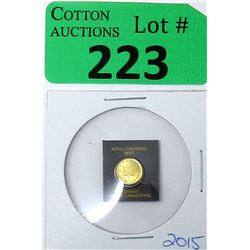 COTTON
AUCTIONS
Lot #
223
ROYAL CANADIAN
MINT
MONNAIE
ROYALE CANADIENNE
2015